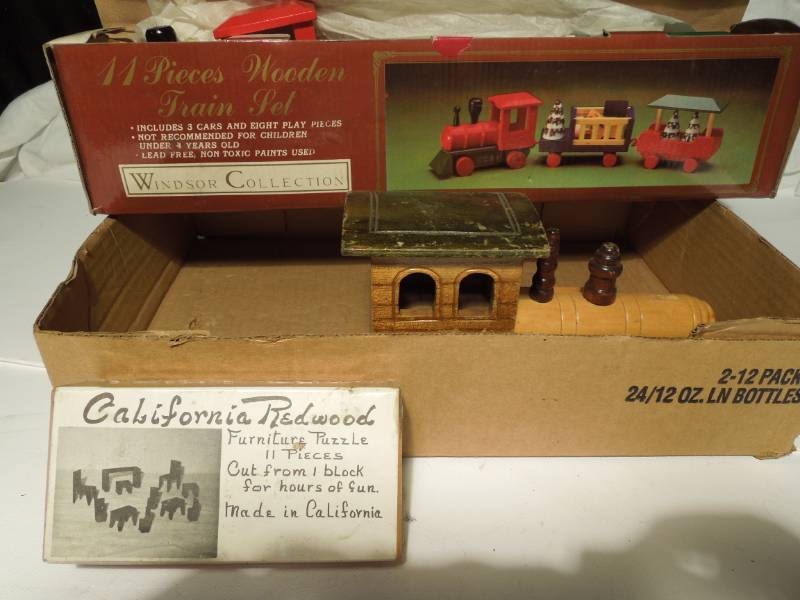 11 Pieces Wooden
Train Set
• INCLUDES 3 CARS AND EIGHT PLAY PIECES
• NOT RECOMMENDED FOR CHILDREN
UNDER 4 YEARS OLD
• LEAD FREE, NON TOXIC PAINTS USED
WINDSOR COLLECTION
2-12 PACK
24/12 OZ. LN BOTTLES
California Redwood
Furniture Puzzle
11 PIECES
Cut from 1 block
for hours of fun.
Made in California